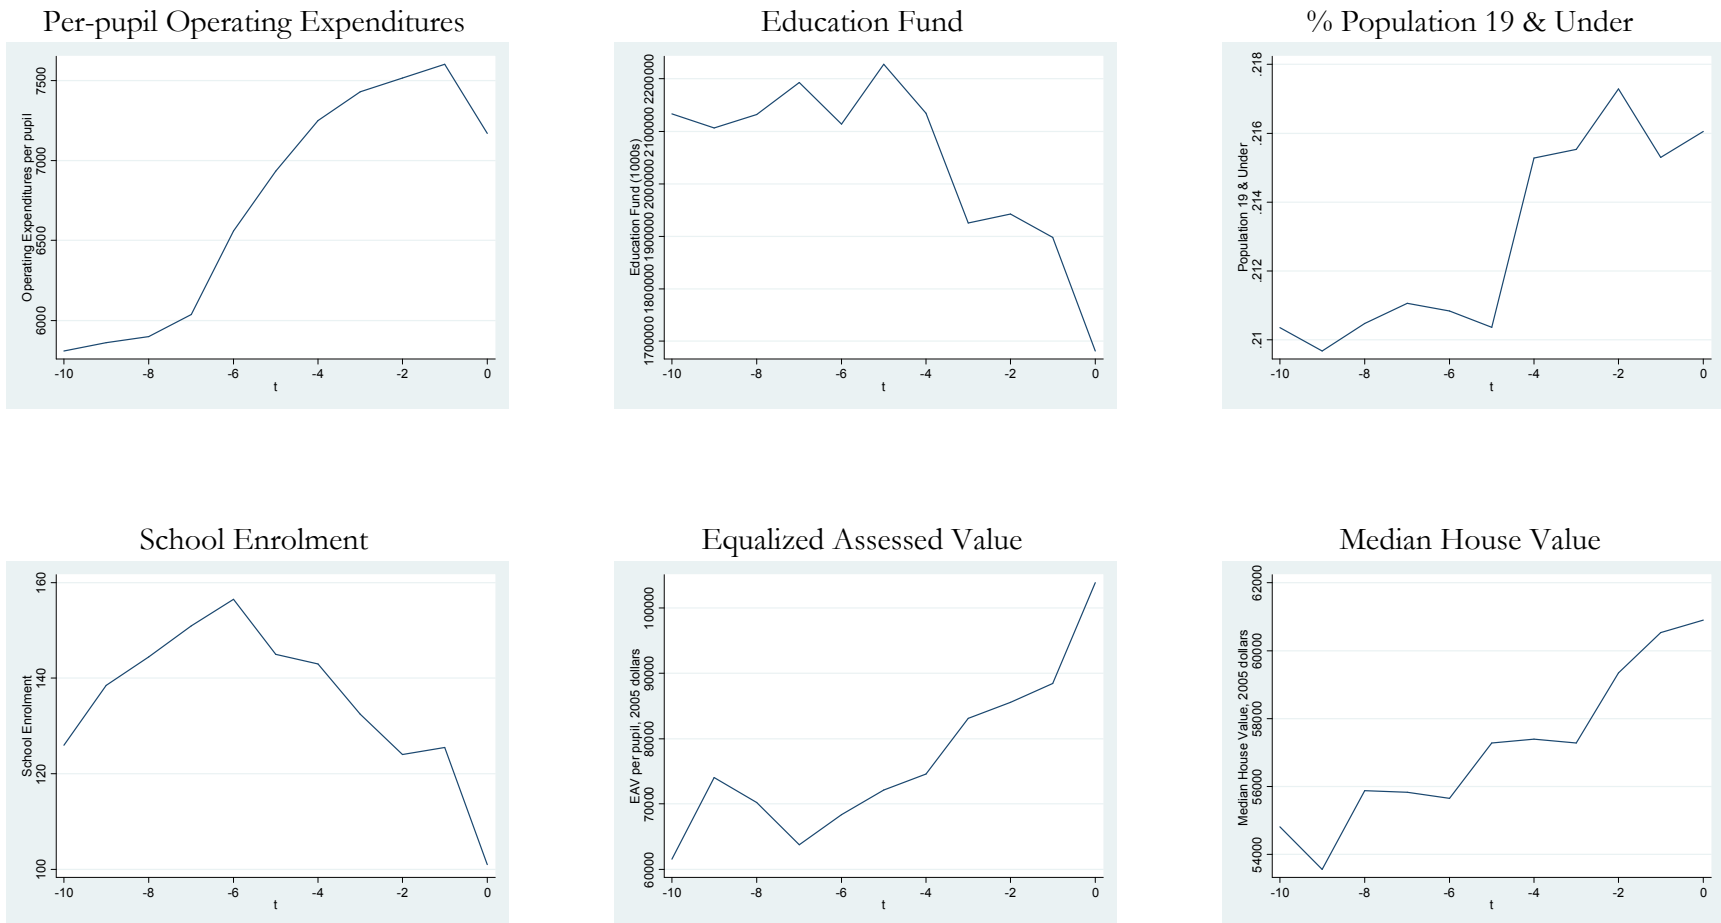 Per-pupil Operating Expenditures
Operating Expenditures per pupil
7500
7000
6500
6000
-10 -8 -6 -4 -2 0
t
Education Fund
Education Fund (1000s)
2200000
2100000
2000000
1900000
1800000
1700000
-10 -8 -6 -4 -2 0
t
% Population 19 & Under
Population 19 & Under
.218
.216
.214
.212
.21
-10 -8 -6 -4 -2 0
t
School Enrolment
School Enrolment
160
140
120
100
-10 -8 -6 -4 -2 0
t
Equalized Assessed Value
EAV per pupil, 2005 dollars
100000
90000
80000
70000
60000
-10 -8 -6 -4 -2 0
t
Median House Value
Median House Value, 2005 dollars
62000
60000
58000
56000
54000
-10 -8 -6 -4 -2 0
t